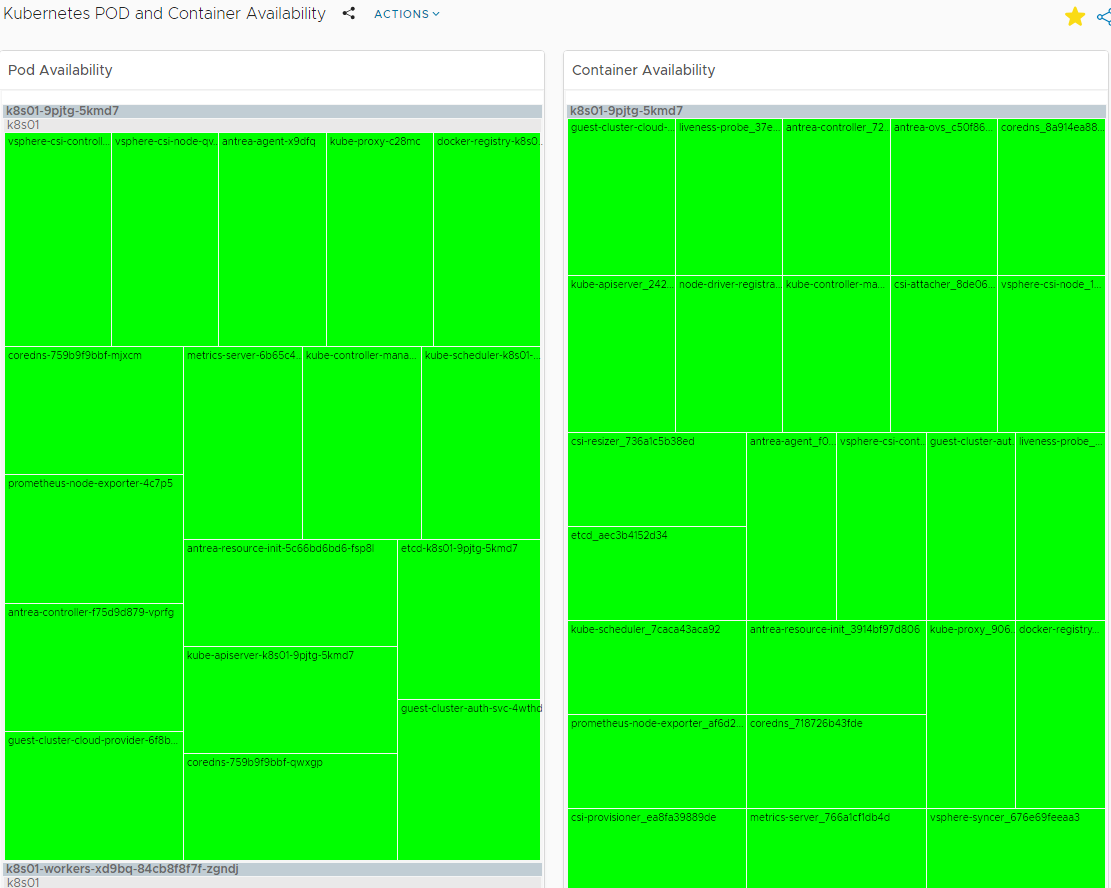 Kubernetes POD and Container Availability ACTIONS
Pod Availability
k8s01-9pjtg-5kmd7
k8s01
vsphere-csi-controll... vsphere-csi-node-qv... antrea-agent-x9dfq kube-proxy-c28mc docker-registry-k8s0...
coredns-759b9f9bbf-mjxcm metrics-server-6b65c4... kube-controller-mana... kube-scheduler-k8s01-...
prometheus-node-exporter-4c7p5
antrea-resource-init-5c66bd6bd6-fsp8l etcd-k8s01-9pjtg-5kmd7
antrea-controller-f75d9d879-vprfg
kube-apiserver-k8s01-9pjtg-5kmd7
guest-cluster-auth-svc-4wthd
guest-cluster-cloud-provider-6f8b...
coredns-759b9f9bbf-qwxgp
k8s01-workers-xd9bq-84cb8f8f7f-zgndj
k8s01
Container Availability
k8s01-9pjtg-5kmd7
guest-cluster-cloud-... liveness-probe_37e... antrea-controller_72... antrea-ovs_c50f86... coredns_8a914ea88...
kube-apiserver_242... node-driver-registra... kube-controller-ma... csi-attacher_8de06... vsphere-csi-node_1...
csi-resizer_736a1c5b38ed antrea-agent_f0... vsphere-csi-cont... guest-cluster-aut... liveness-probe_...
etcd_aec3b4152d34
kube-scheduler_7caca43aca92 antrea-resource-init_3914bf97d806 kube-proxy_906... docker-registry...
prometheus-node-exporter_af6d2... coredns_718726b43fde
csi-provisioner_ea8fa39889de metrics-server_766a1cf1db4d vsphere-syncer_676e69feeaa3